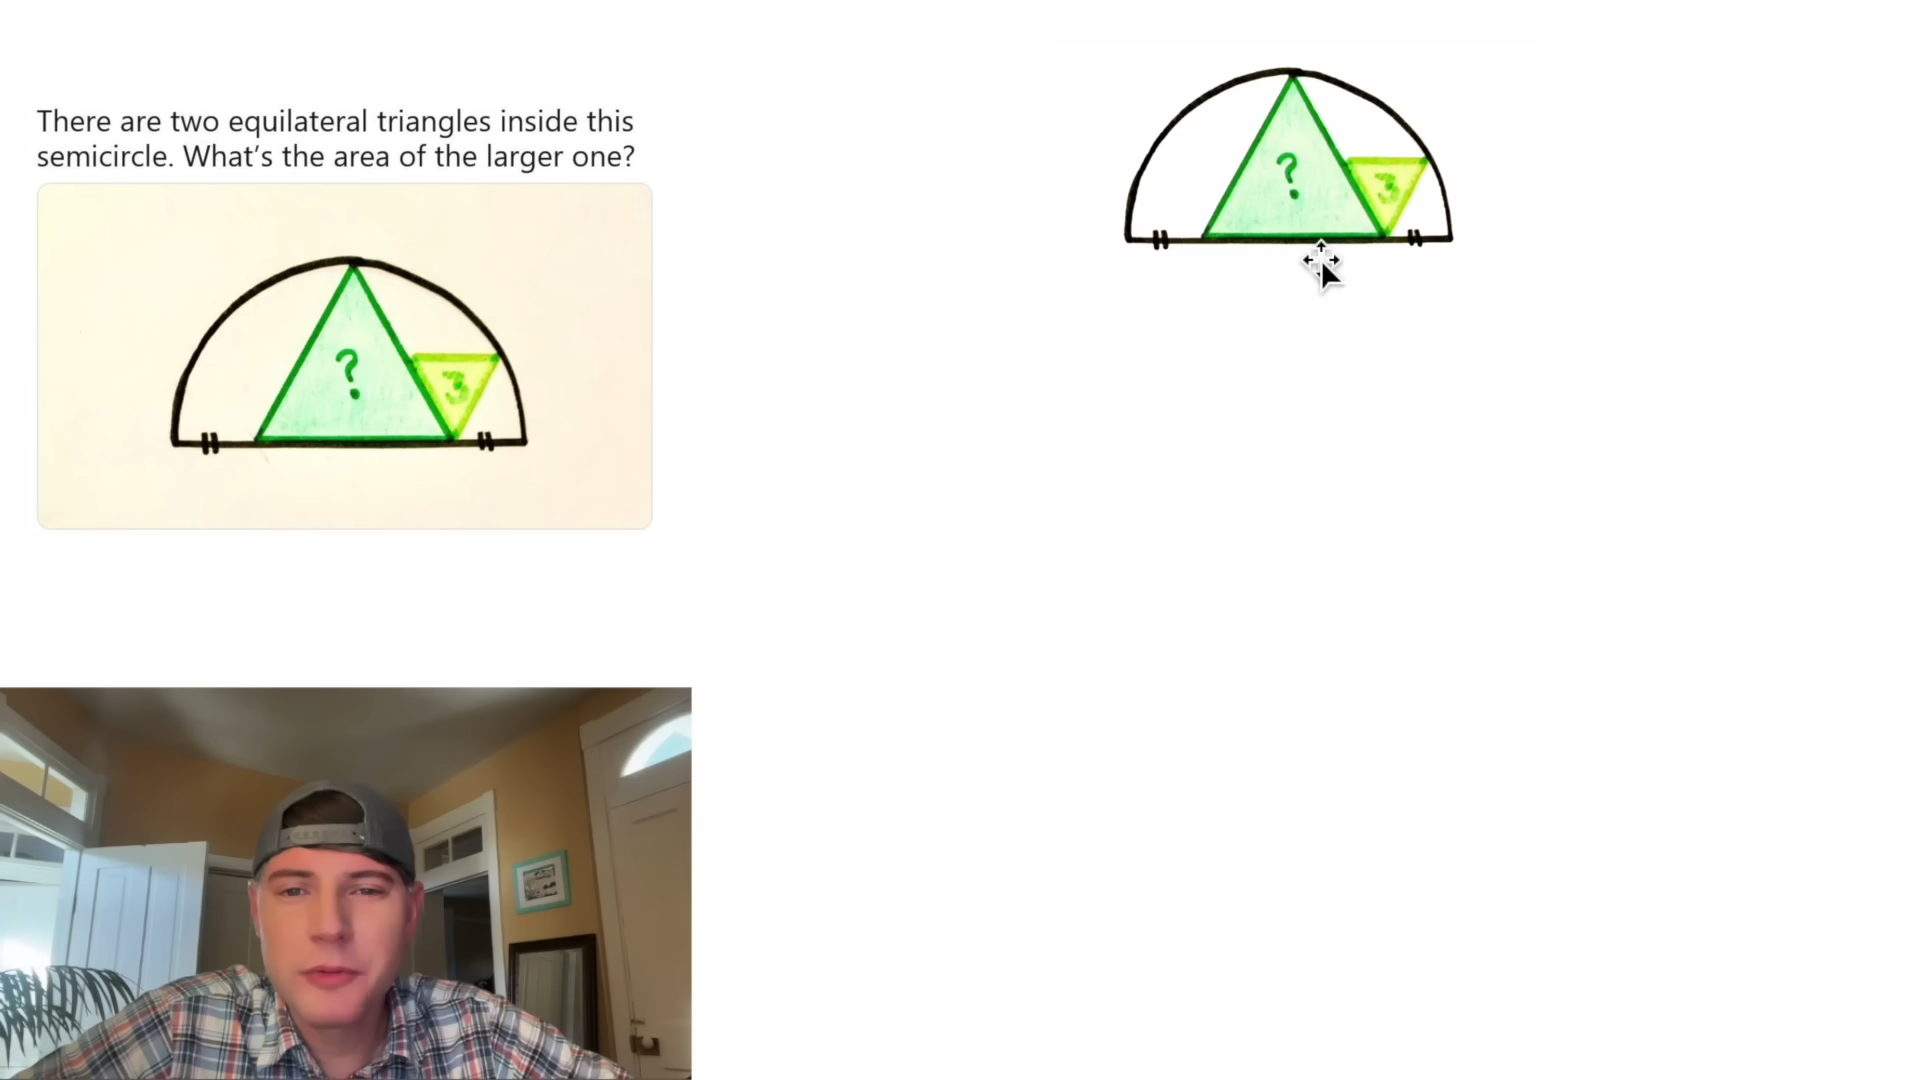 There are two equilateral triangles inside this
semicircle. What’s the area of the larger one?
?
3
?
3